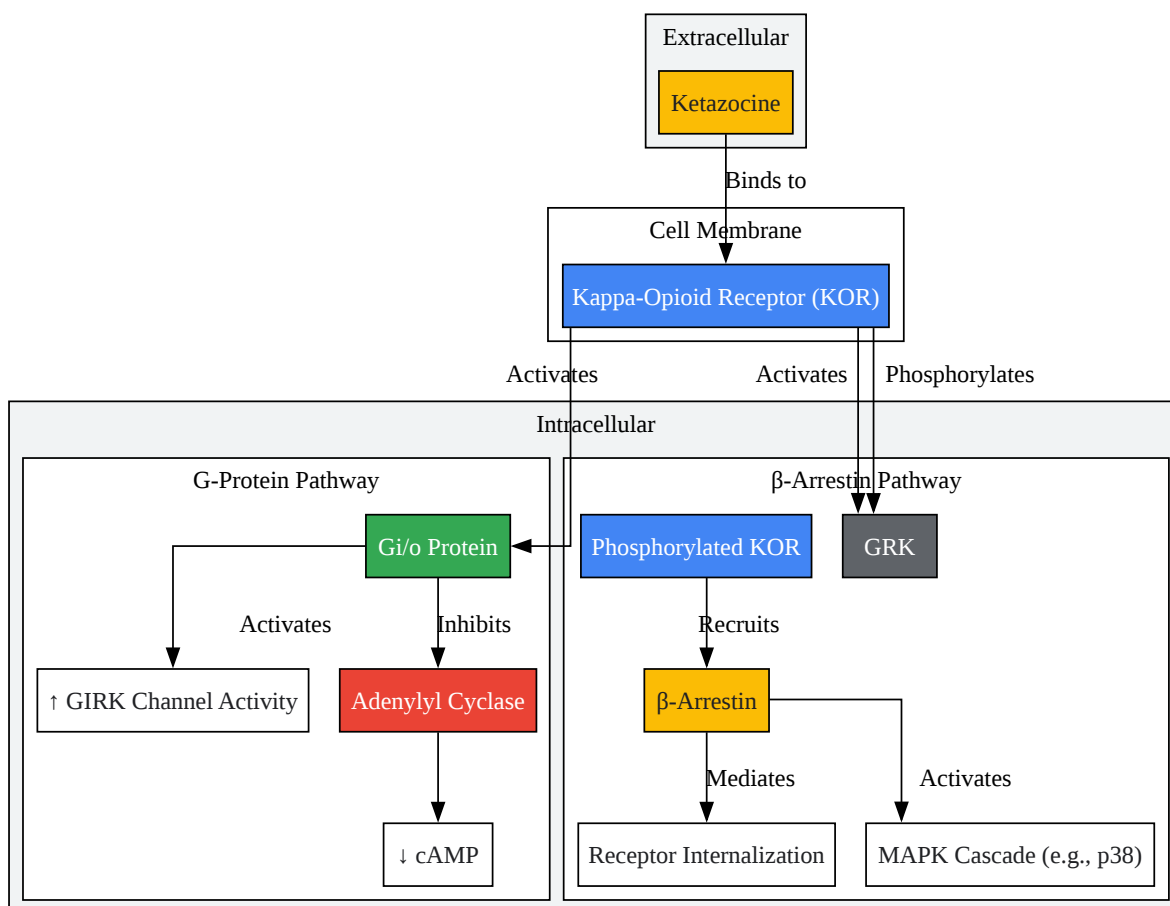 Extracellular
Ketazocine
Binds to
Cell Membrane
Kappa-Opioid Receptor (KOR)
Activates
Activates
Phosphorylates
Intracellular
G-Protein Pathway
β-Arrestin Pathway
Gi/o Protein
Phosphorylated KOR
GRK
Activates
Inhibits
Recruits
↑ GIRK Channel Activity
Adenylyl Cyclase
β-Arrestin
Mediates
Activates
↓ cAMP
Receptor Internalization
MAPK Cascade (e.g., p38)